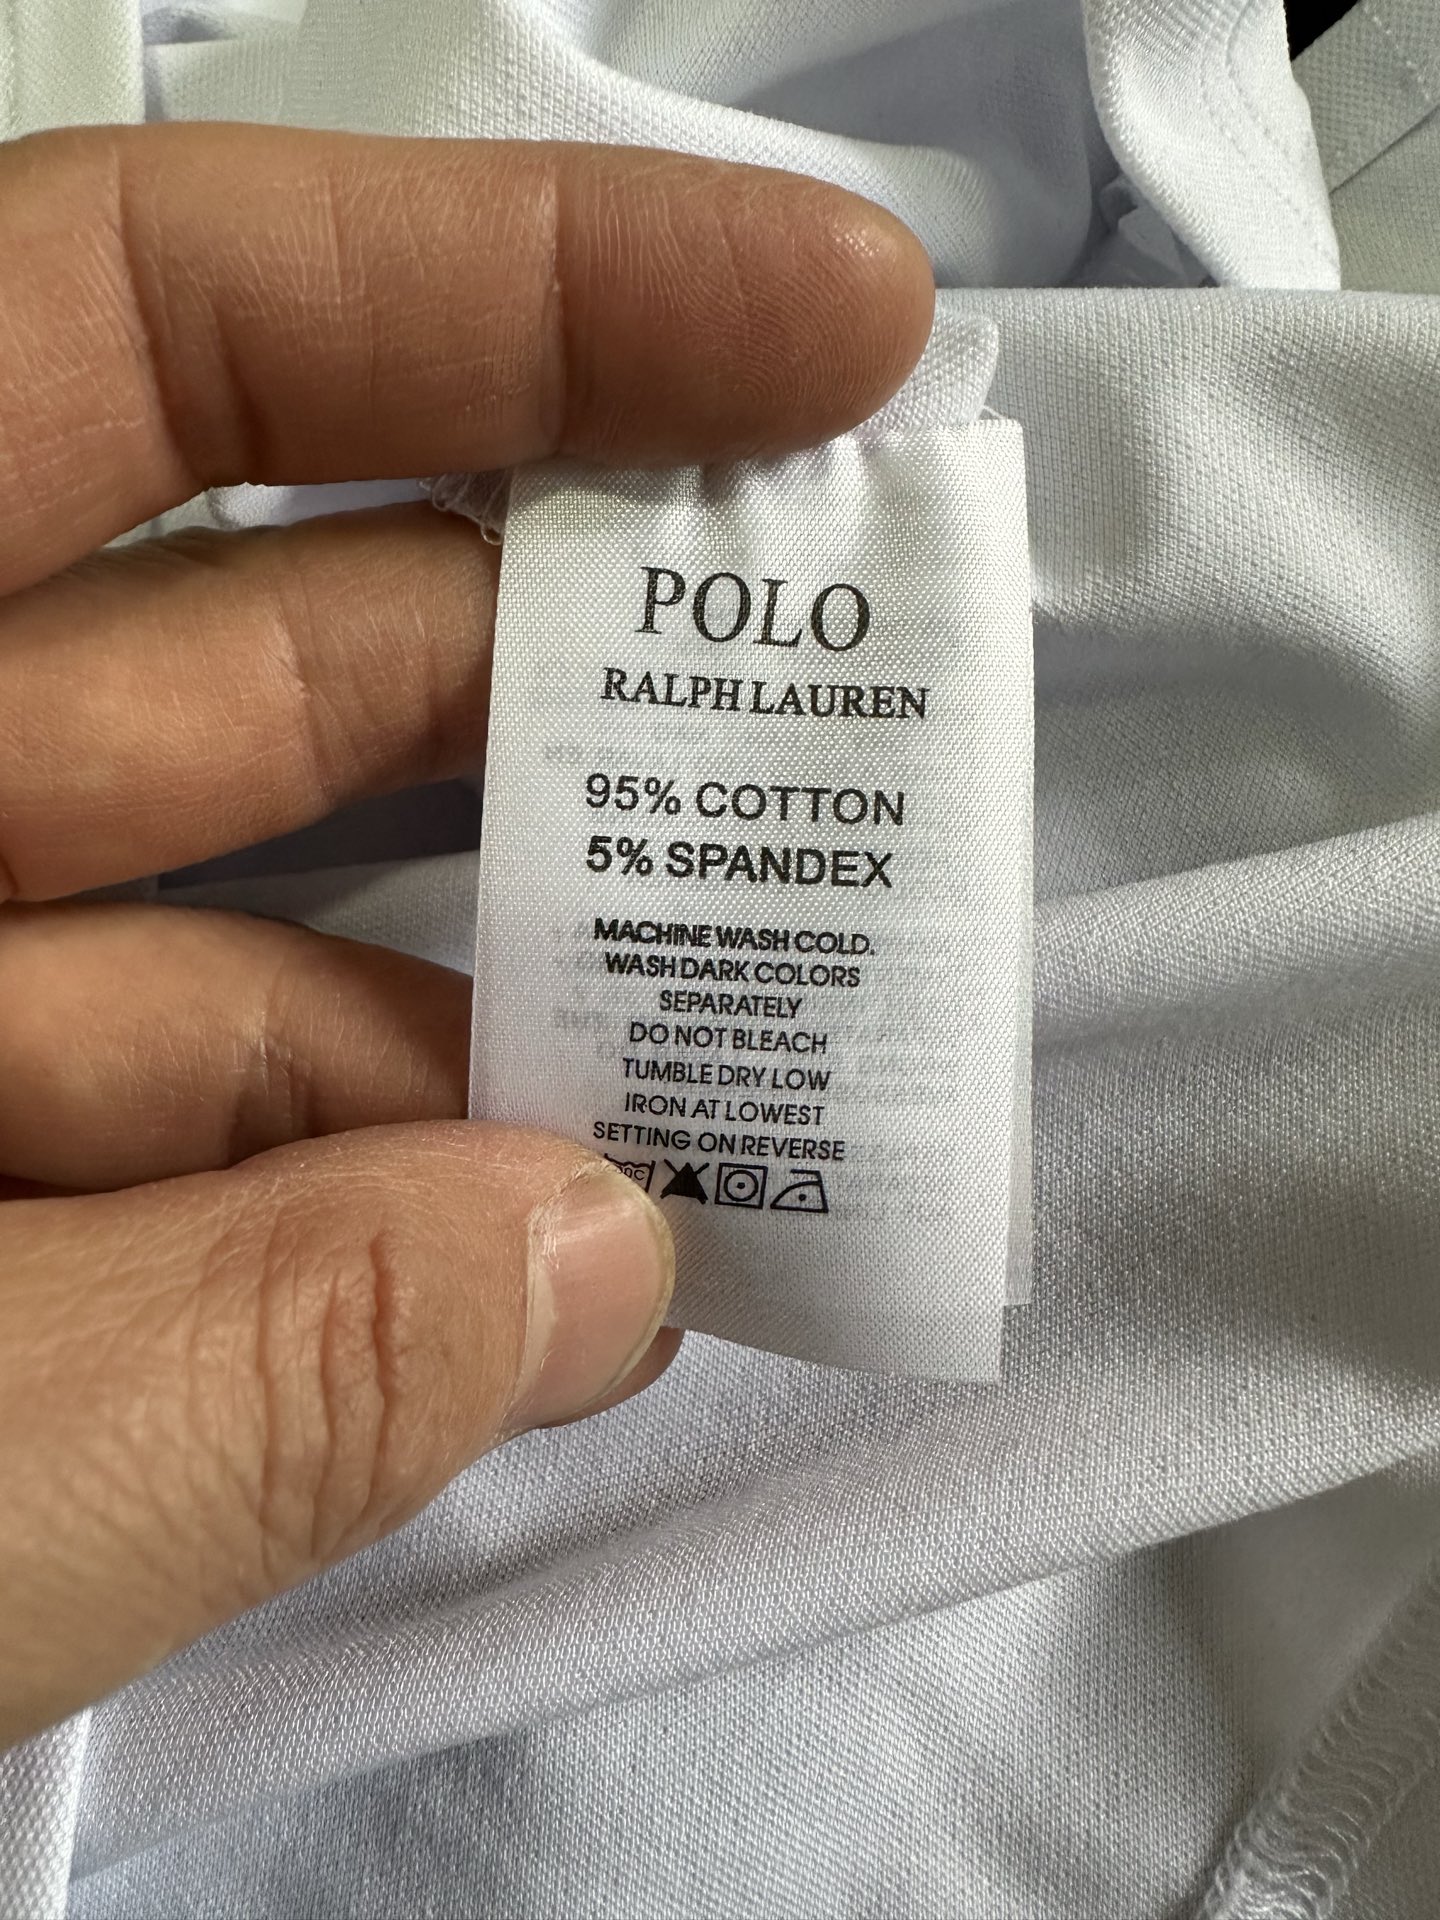 POLO
RALPH LAUREN
95% COTTON
5% SPANDEX
MACHINE WASH COLD.
WASH DARK COLORS
SEPARATELY
DO NOT BLEACH
TUMBLE DRY LOW
IRON AT LOWEST
SETTING ON REVERSE